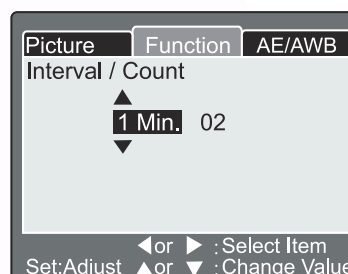 Picture Function AE/AWB
Interval / Count
1 Min. 02
◀or ▶ :Select Item
Set:Adjust ▲or ▼ :Change Value